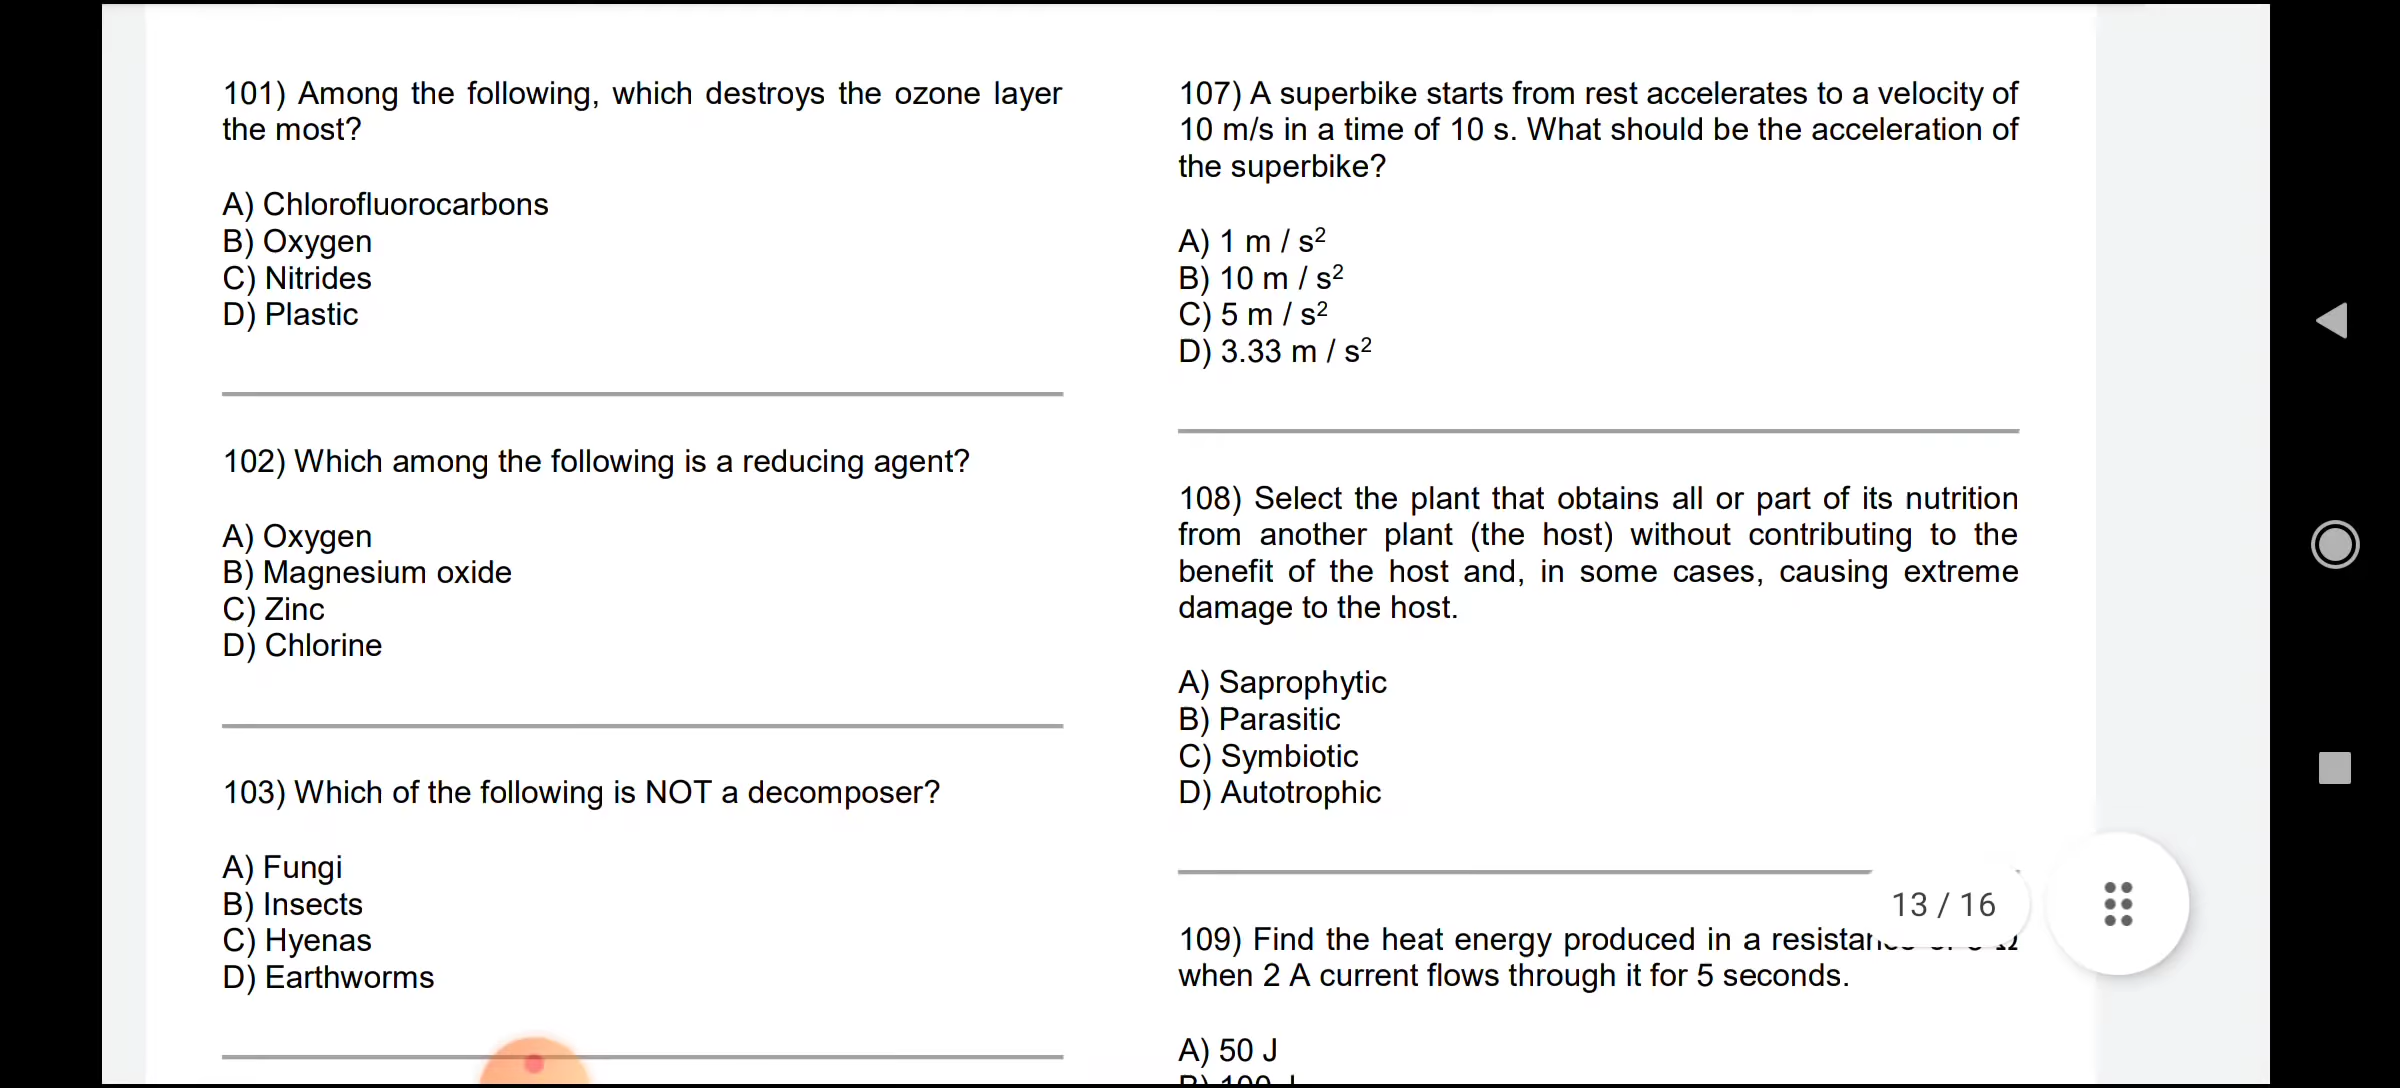 101) Among the following, which destroys the ozone layer
the most?
A) Chlorofluorocarbons
B) Oxygen
C) Nitrides
D) Plastic
102) Which among the following is a reducing agent?
A) Oxygen
B) Magnesium oxide
C) Zinc
D) Chlorine
103) Which of the following is NOT a decomposer?
A) Fungi
B) Insects
C) Hyenas
D) Earthworms
107) A superbike starts from rest accelerates to a velocity of
10 m/s in a time of 10 s. What should be the acceleration of
the superbike?
A) 1 m / s²
B) 10 m / s²
C) 5 m / s²
D) 3.33 m / s²
108) Select the plant that obtains all or part of its nutrition
from another plant (the host) without contributing to the
benefit of the host and, in some cases, causing extreme
damage to the host.
A) Saprophytic
B) Parasitic
C) Symbiotic
D) Autotrophic
13 / 16
109) Find the heat energy produced in a
when 2 A current flows through it for 5 seconds.
A) 50 J